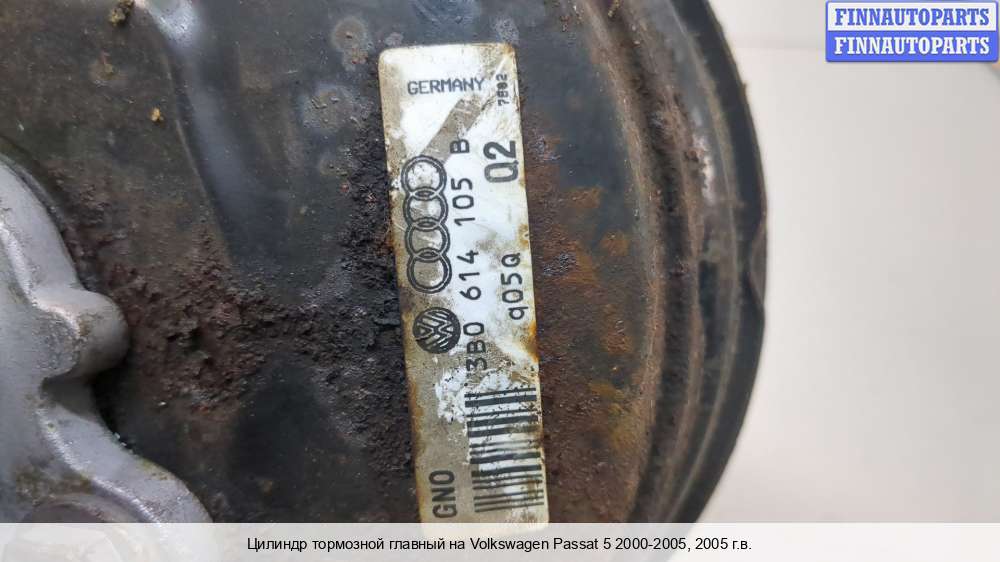 FINNAUTOPARTS
FINNAUTOPARTS
GERMANY
7802
3B0 614 105 B
Q2
q05Q
GNO
Цилиндр тормозной главный на Volkswagen Passat 5 2000-2005, 2005 г.в.